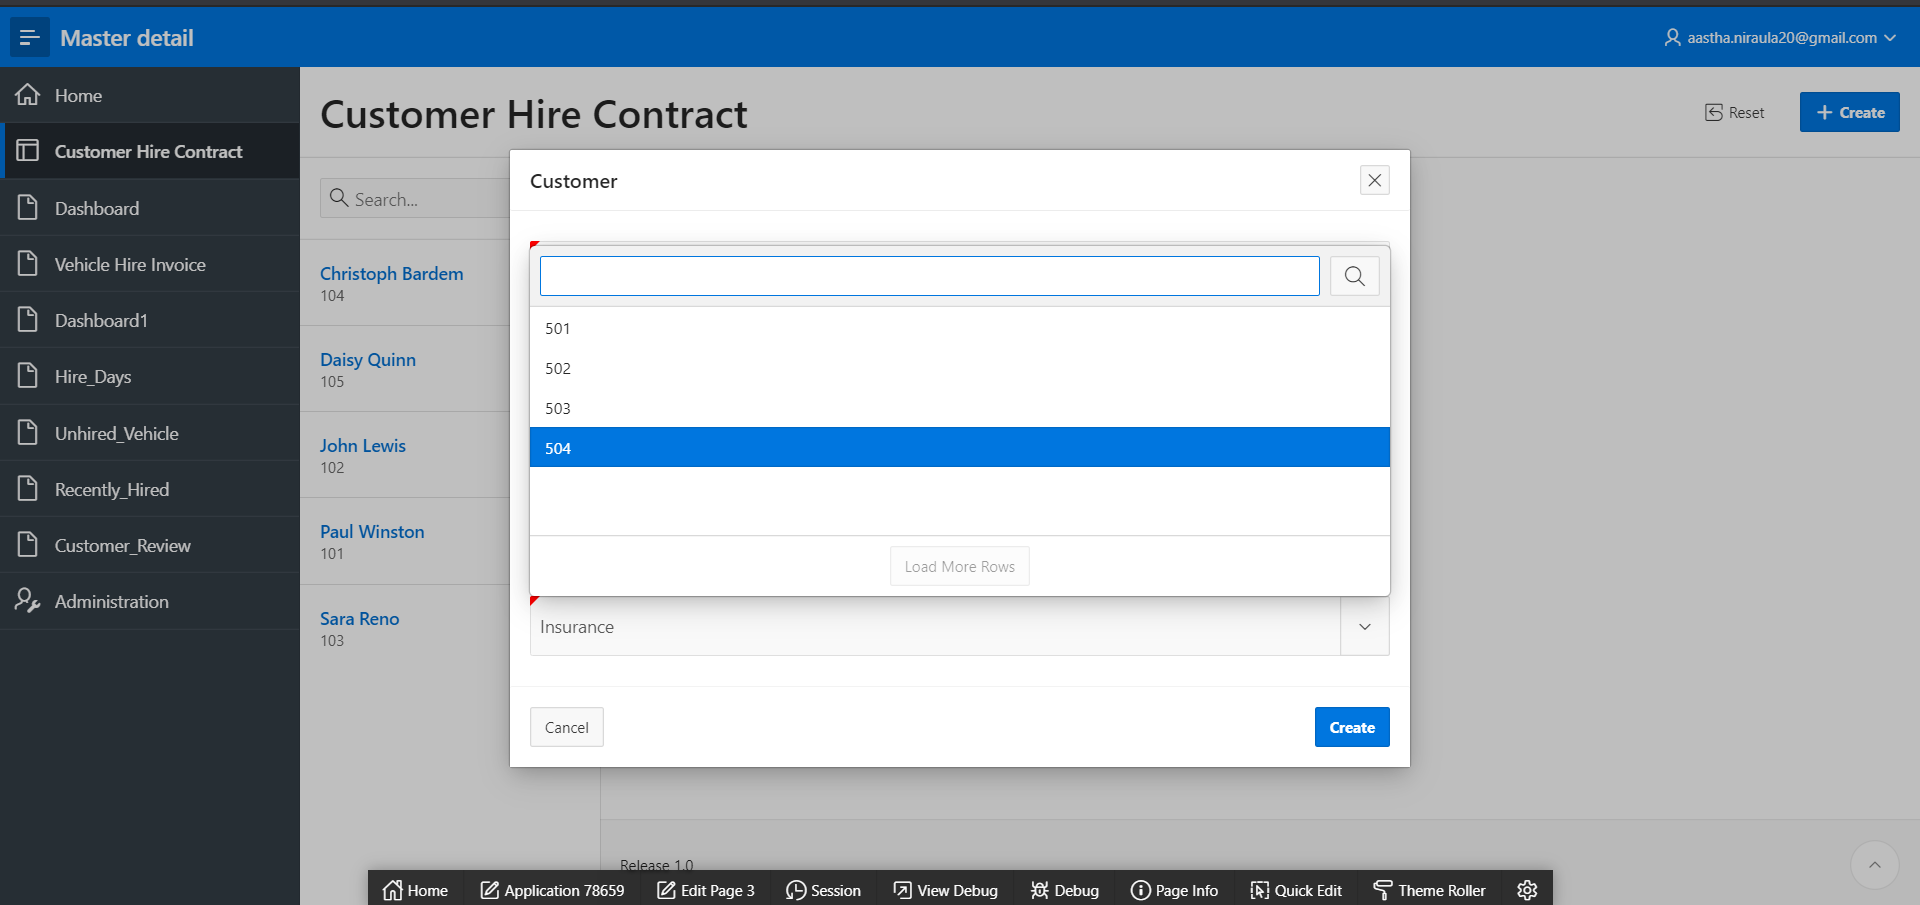 Master detail
aastha.niraula20@gmail.com
Home
Customer Hire Contract
Dashboard
Vehicle Hire Invoice
Dashboard1
Hire_Days
Unhired_Vehicle
Recently_Hired
Customer_Review
Administration
Customer Hire Contract
Reset
Create
Search...
Christoph Bardem
104
Daisy Quinn
105
John Lewis
102
Paul Winston
101
Sara Reno
103
Customer
501
502
503
504
Load More Rows
Insurance
Cancel
Create
Release 1.0
Home
Application 78659
Edit Page 3
Session
View Debug
Debug
Page Info
Quick Edit
Theme Roller